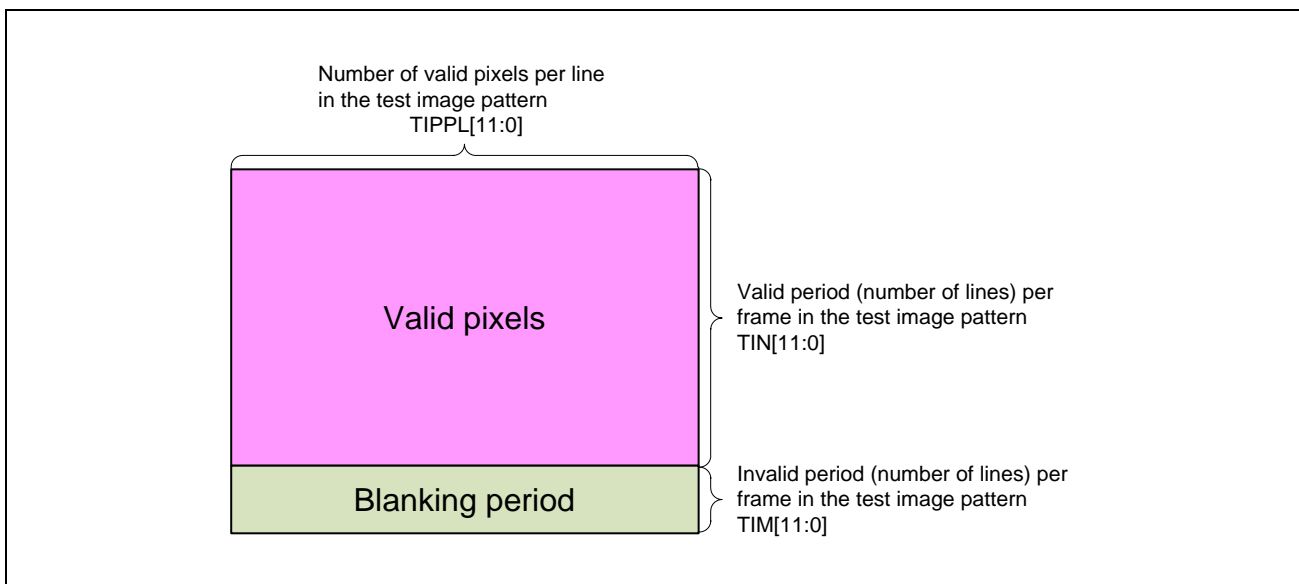 Number of valid pixels per line
in the test image pattern
TIPPL[11:0]
Valid pixels
Valid period (number of lines) per
frame in the test image pattern
TIN[11:0]
Blanking period
Invalid period (number of lines) per
frame in the test image pattern
TIM[11:0]